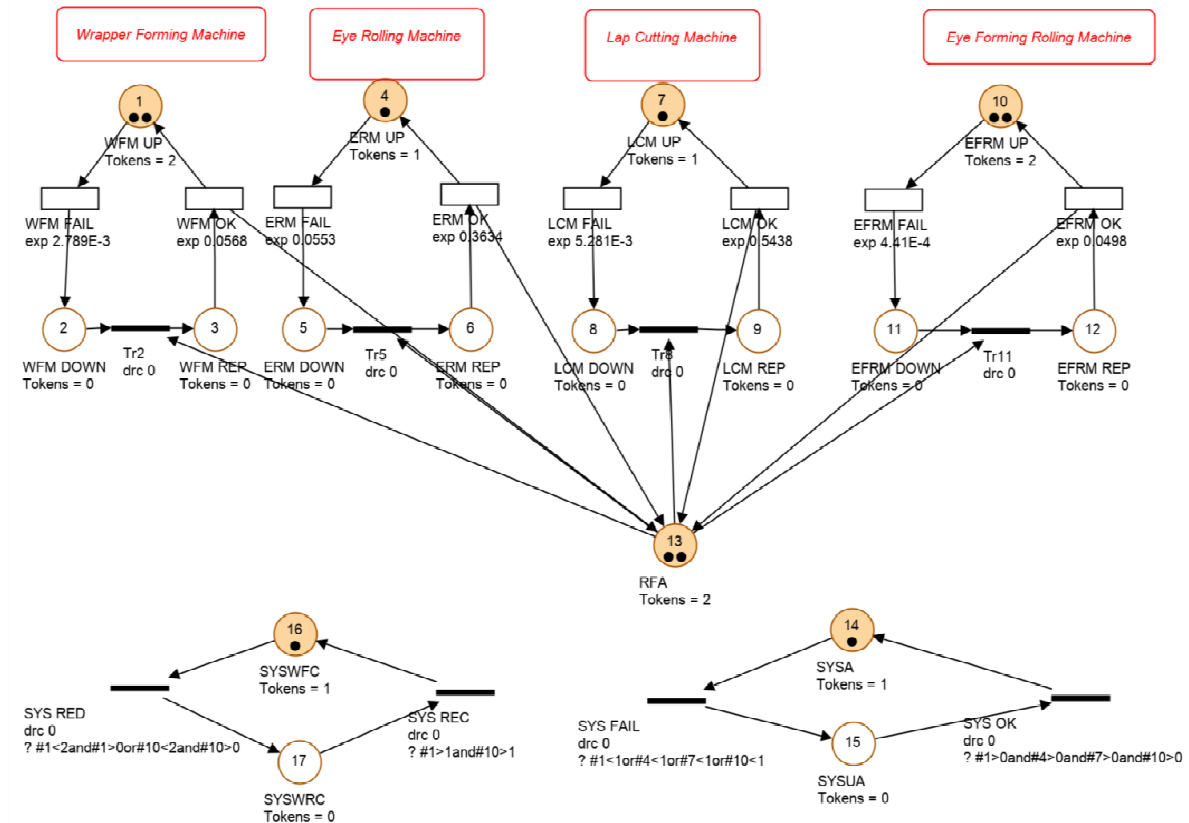 Wrapper Forming Machine
Eye Rolling Machine
Lap Cutting Machine
Eye Forming Rolling Machine
1
WFM UP
Tokens = 2
4
ERM UP
Tokens = 1
7
LCM UP
Tokens = 1
10
EFRM UP
Tokens = 2
WFM FAIL
exp 2.789E-3
WFM OK
exp 0.0568
ERM FAIL
exp 0.0553
ERM OK
exp 0.3634
LCM FAIL
exp 5.281E-3
LCM OK
exp 0.5438
EFRM FAIL
exp 4.41E-4
EFRM OK
exp 0.0498
2
WFM DOWN
Tokens = 0
Tr2
drc 0
3
WFM REP
Tokens = 0
5
ERM DOWN
Tokens = 0
Tr5
drc 0
6
ERM REP
Tokens = 0
8
LCM DOWN
Tokens = 0
Tr8
drc 0
9
LCM REP
Tokens = 0
11
EFRM DOWN
Tokens = 0
Tr11
drc 0
12
EFRM REP
Tokens = 0
13
RFA
Tokens = 2
16
SYSWFC
Tokens = 1
SYS RED
drc 0
? #1<2and#1>0or#10<2and#10>0
SYS REC
drc 0
? #1>1and#10>1
17
SYSWRC
Tokens = 0
14
SYSA
Tokens = 1
SYS FAIL
drc 0
? #1<1or#4<1or#7<1or#10<1
SYS OK
drc 0
? #1>0and#4>0and#7>0and#10>0
15
SYSUA
Tokens = 0